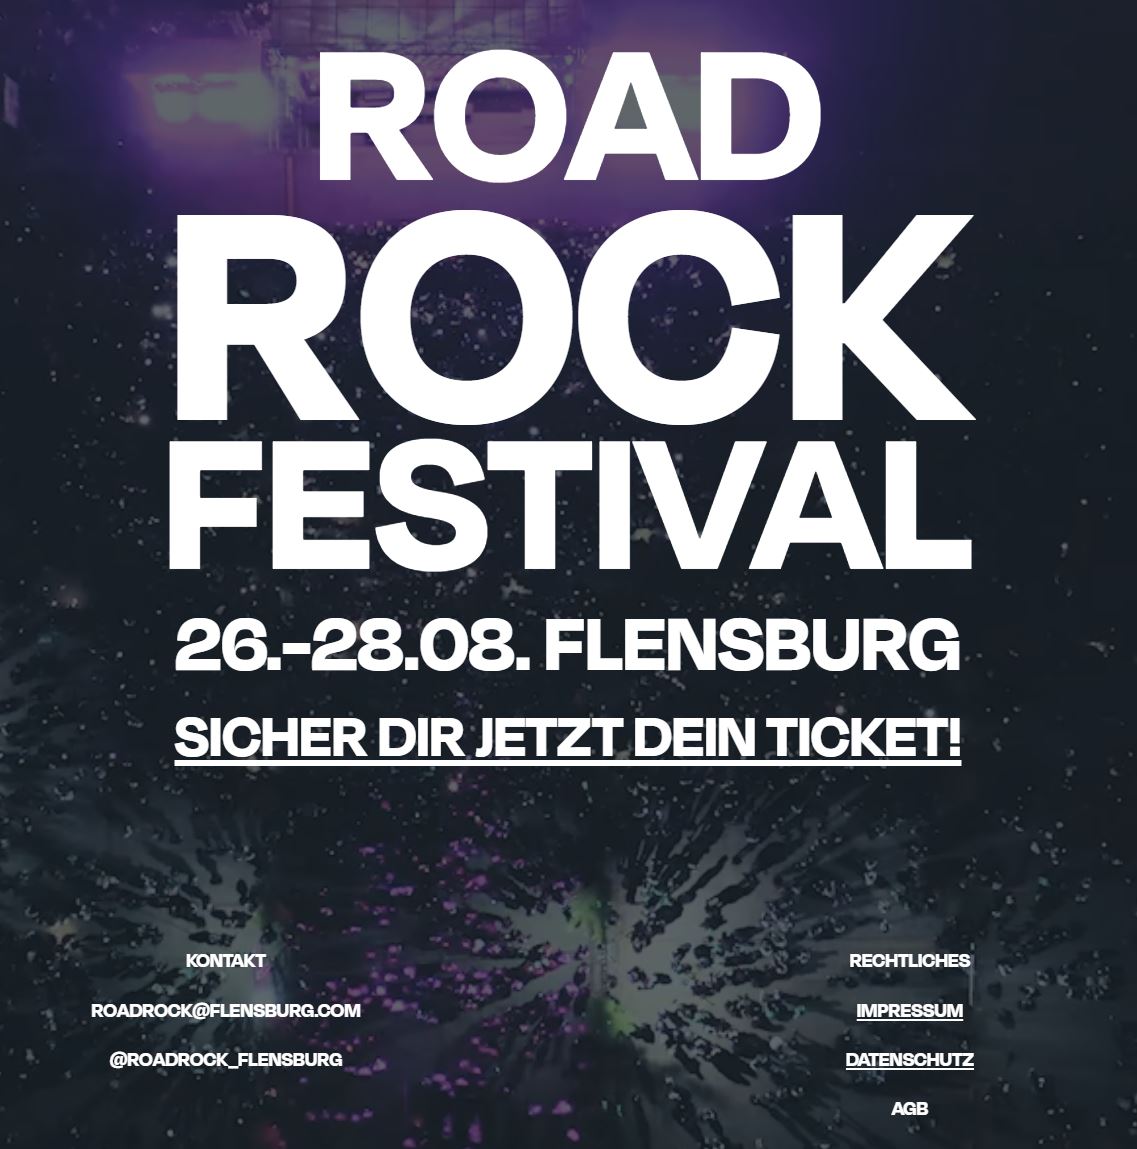 ROAD
ROCK
FESTIVAL
26.-28.08. FLENSBURG
SICHER DIR JETZT DEIN TICKET!
KONTAKT
ROADROCK@FLENSBURG.COM
@ROADROCK_FLENSBURG
RECHTLICHES
IMPRESSUM
DATENSCHUTZ
AGB